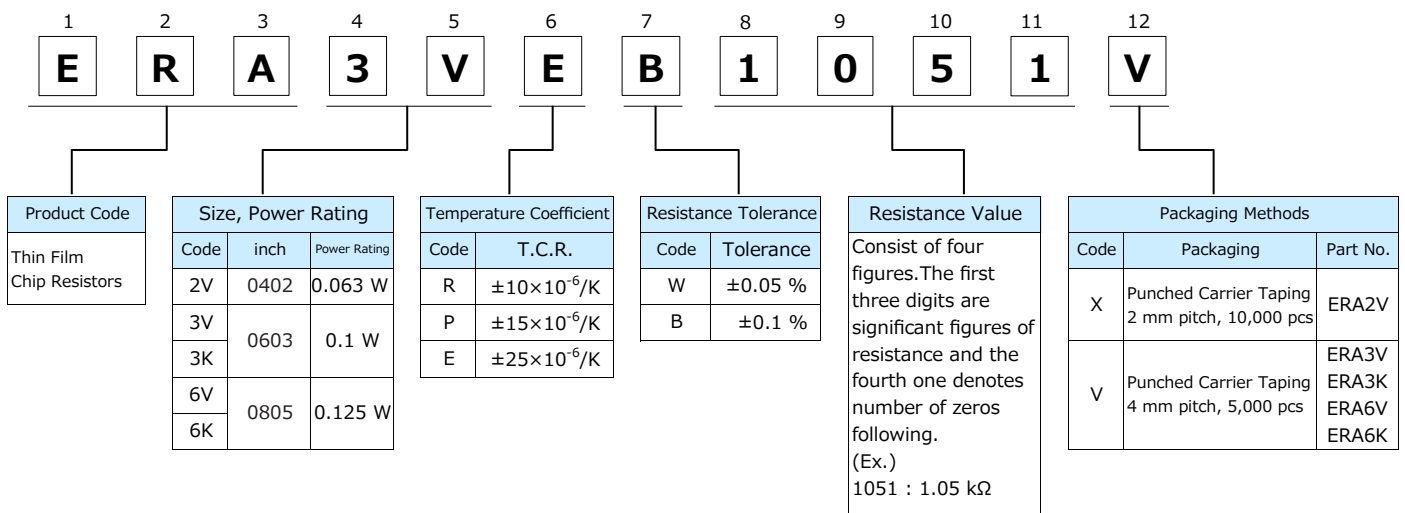 1 2 3 4 5 6 7 8 9 10 11 12
E R A 3 V E B 1 0 5 1 V
Product Code
Thin Film
Chip Resistors
Size, Power Rating
Code inch Power Rating
2V 0402 0.063 W
3V
0603 0.1 W
3K
6V
0805 0.125 W
6K
Temperature Coefficient
Code T.C.R.
R ±10×10⁻⁶/K
P ±15×10⁻⁶/K
E ±25×10⁻⁶/K
Resistance Tolerance
Code Tolerance
W ±0.05 %
B ±0.1 %
Resistance Value
Consist of four
figures.The first
three digits are
significant figures of
resistance and the
fourth one denotes
number of zeros
following.
(Ex.)
1051 : 1.05 kΩ
Packaging Methods
Code Packaging Part No.
X Punched Carrier Taping
2 mm pitch, 10,000 pcs ERA2V
V Punched Carrier Taping
4 mm pitch, 5,000 pcs
ERA3V
ERA3K
ERA6V
ERA6K